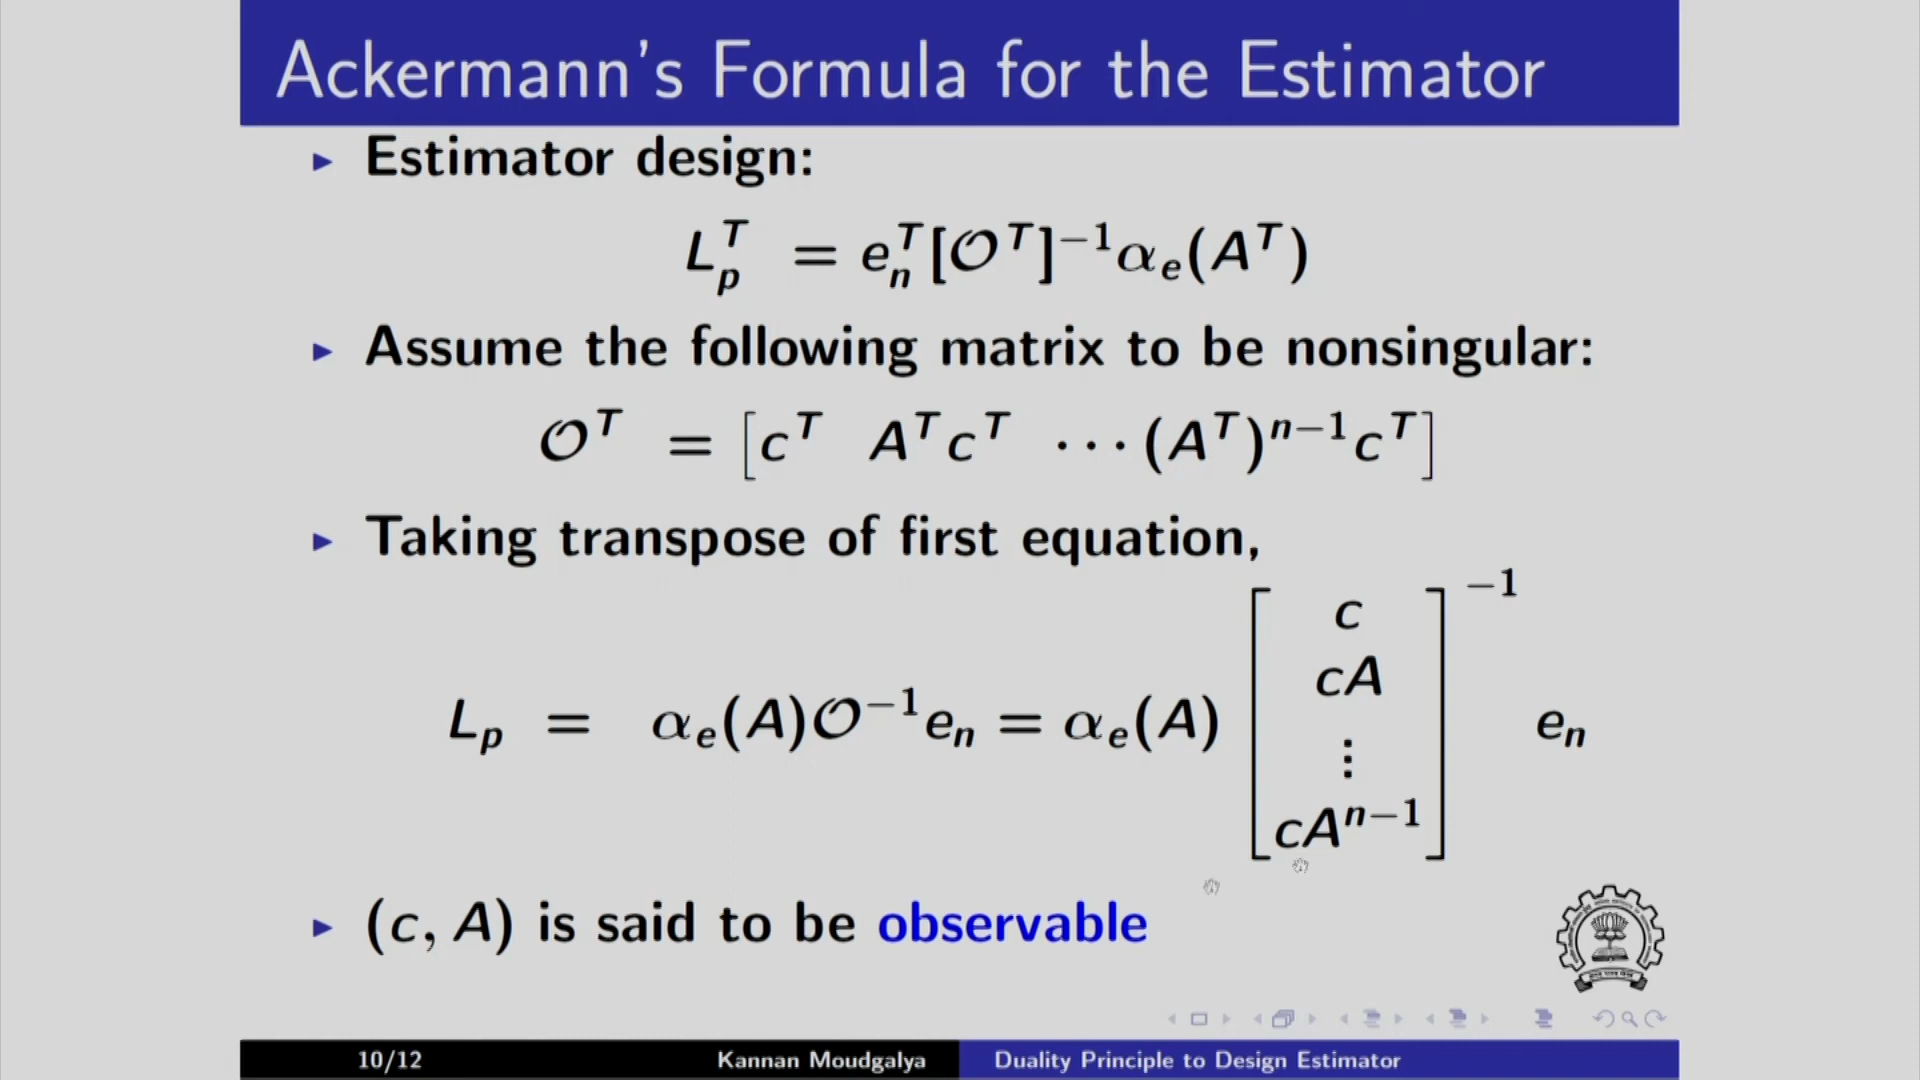 Ackermann's Formula for the Estimator
▶ Estimator design:
L_p^T = e_n^T[𝒪^T]^{-1}α_e(A^T)
▶ Assume the following matrix to be nonsingular:
𝒪^T = [c^T A^Tc^T ⋯ (A^T)^{n-1}c^T]
▶ Taking transpose of first equation,
L_p = α_e(A)𝒪^{-1}e_n = α_e(A) [c; cA; ⋮; cA^{n-1}]^{-1} e_n
▶ (c, A) is said to be observable
10/12 Kannan Moudgalya Duality Principle to Design Estimator